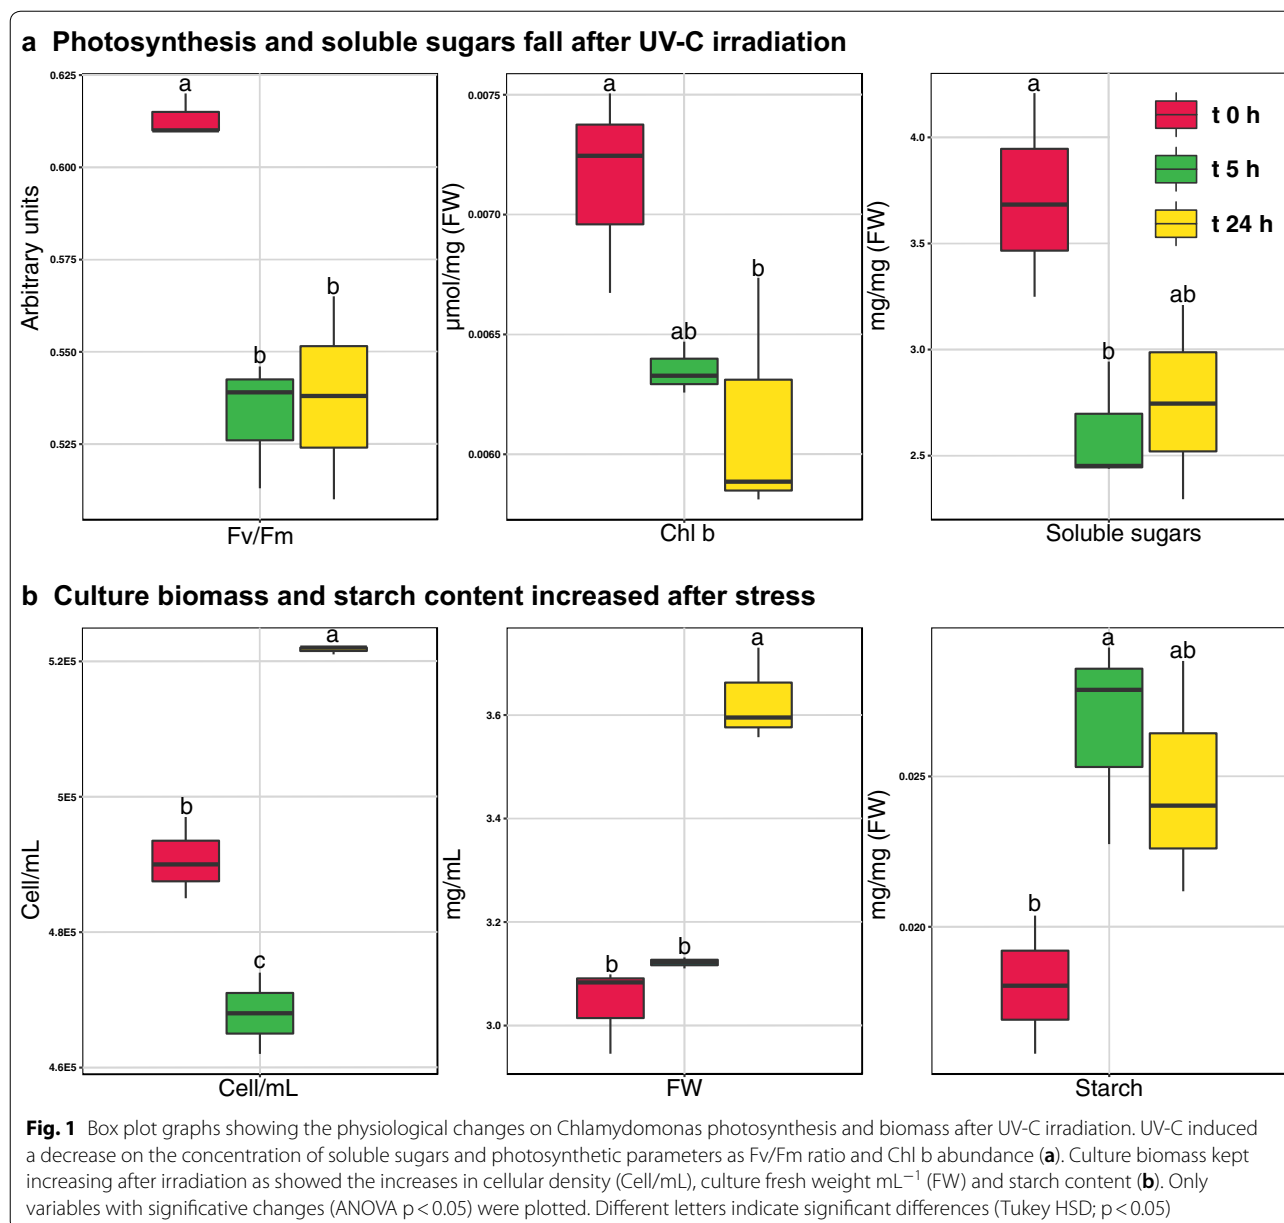 a Photosynthesis and soluble sugars fall after UV-C irradiation
Arbitrary units
0.625
0.600
0.575
0.550
0.525
a
b
b
Fv/Fm
µmol/mg (FW)
0.0075
0.0070
0.0065
0.0060
a
ab
b
Chl b
mg/mg (FW)
4.0
3.5
3.0
2.5
a
b
ab
Soluble sugars
t 0 h
t 5 h
t 24 h
b Culture biomass and starch content increased after stress
Cell/mL
5.2E5
5E5
4.8E5
4.6E5
b
c
a
Cell/mL
mg/mL
3.6
3.4
3.2
3.0
b
b
a
FW
mg/mg (FW)
0.025
0.020
b
a
ab
Starch
Fig. 1 Box plot graphs showing the physiological changes on Chlamydomonas photosynthesis and biomass after UV-C irradiation. UV-C induced
a decrease on the concentration of soluble sugars and photosynthetic parameters as Fv/Fm ratio and Chl b abundance (a). Culture biomass kept
increasing after irradiation as showed the increases in cellular density (Cell/mL), culture fresh weight mL⁻¹ (FW) and starch content (b). Only
variables with significative changes (ANOVA p < 0.05) were plotted. Different letters indicate significant differences (Tukey HSD; p < 0.05)